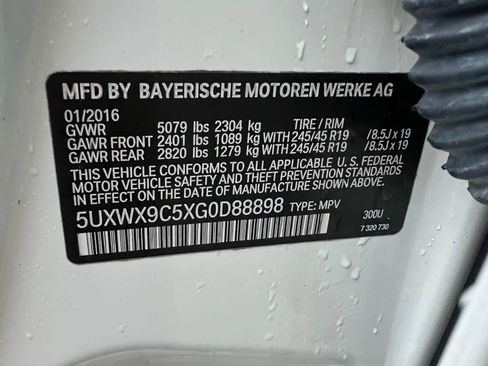 MFD BY BAYERISCHE MOTOREN WERKE AG
01/2016
GVWR 5079 lbs 2304 kg TIRE / RIM
GAWR FRONT 2401 lbs 1089 kg WITH 245/45 R19 /8.5J x 19
GAWR REAR 2820 lbs 1279 kg WITH 245/45 R19 /8.5J x 19
THIS VEHICLE CONFORMS TO ALL APPLICABLE U. S. FEDERAL
MOTOR VEHICLE SAFETY AND THEFT PREVENTION STANDARDS
IN EFFECT ON THE DATE OF MANUFACTURE SHOWN ABOVE.
5UXWX9C5XG0D88898 TYPE: MPV
300U
7 320 730